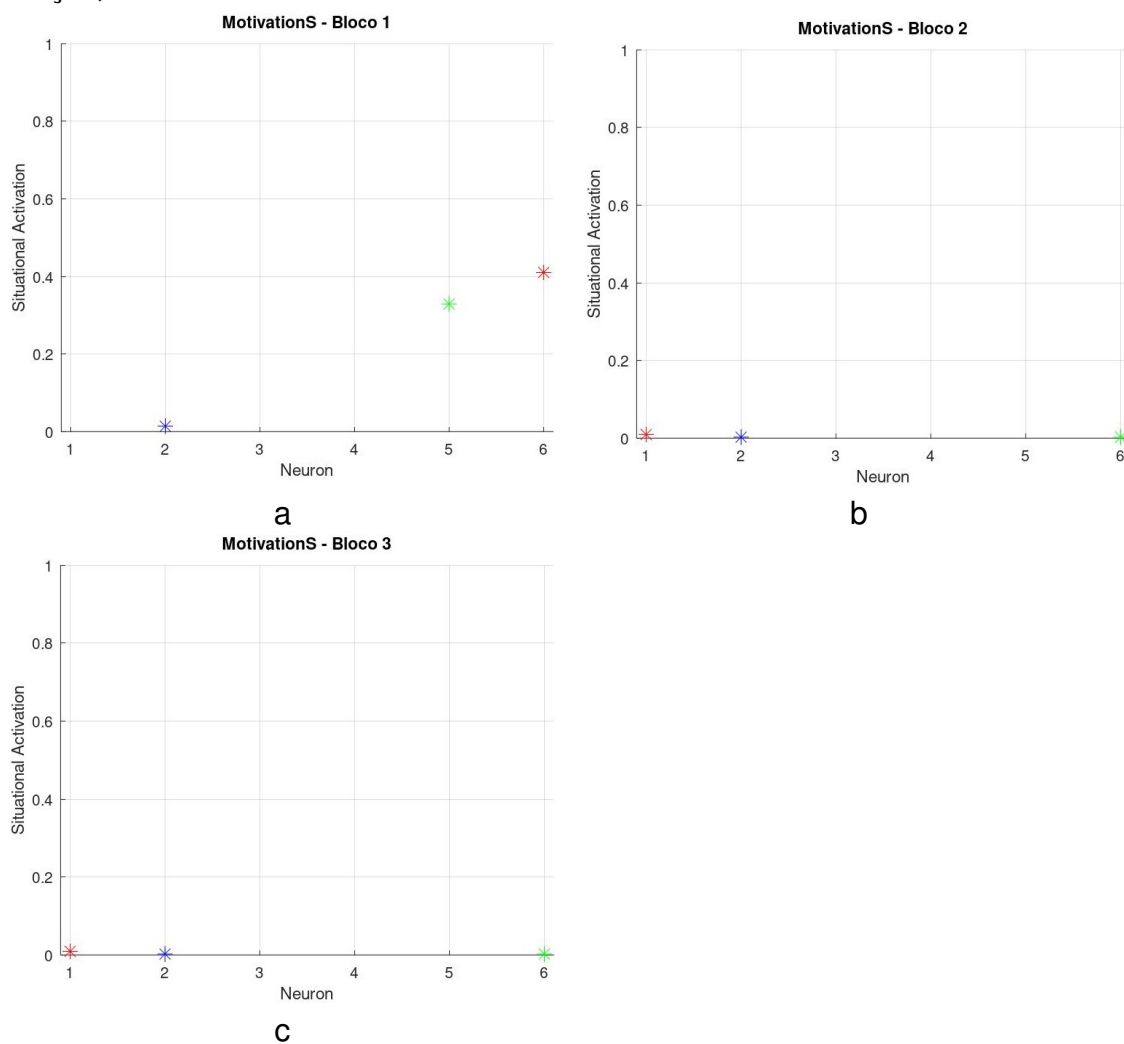 MotivationS - Bloco 1
1
0.8
0.6
0.4
0.2
0
Situational Activation
1 2 3 4 5 6
Neuron
a
MotivationS - Bloco 2
1
0.8
0.6
0.4
0.2
0
Situational Activation
1 2 3 4 5 6
Neuron
b
MotivationS - Bloco 3
1
0.8
0.6
0.4
0.2
0
Situational Activation
1 2 3 4 5 6
Neuron
c